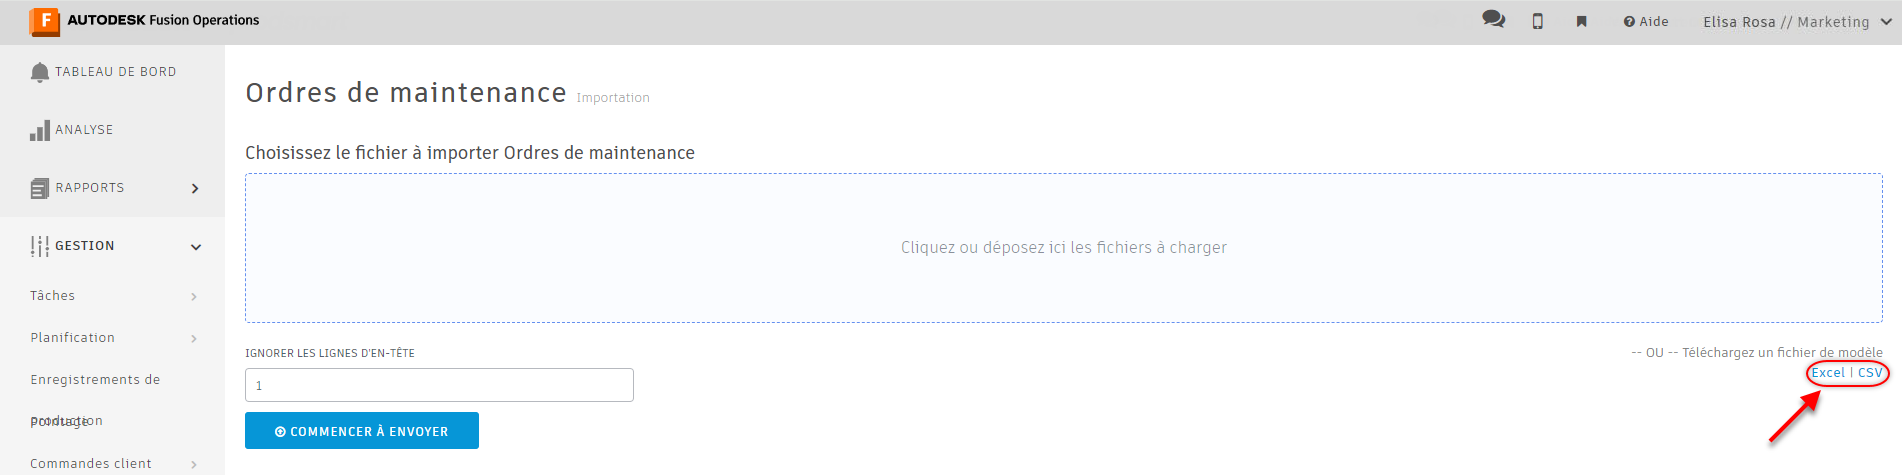 AUTODESK Fusion Operations
Aide
Elisa Rosa // Marketing
TABLEAU DE BORD
ANALYSE
RAPPORTS
GESTION
Tâches
Planification
Enregistrements de
production
Pointage
Commandes client
Ordres de maintenance Importation
Choisissez le fichier à importer Ordres de maintenance
Cliquez ou déposez ici les fichiers à charger
IGNORER LES LIGNES D'EN-TÊTE
1
COMMENCER À ENVOYER
-- OU -- Téléchargez un fichier de modèle
Excel | CSV